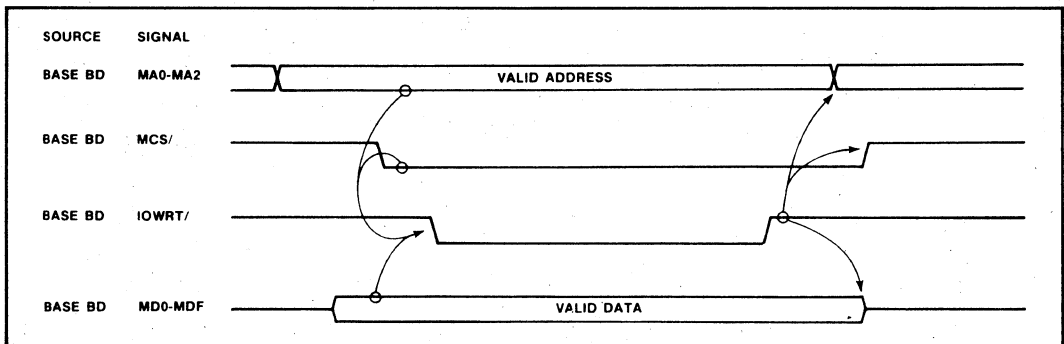 SOURCE SIGNAL
BASE BD MA0-MA2 VALID ADDRESS
BASE BD MCS/
BASE BD IOWRT/
BASE BD MD0-MDF VALID DATA